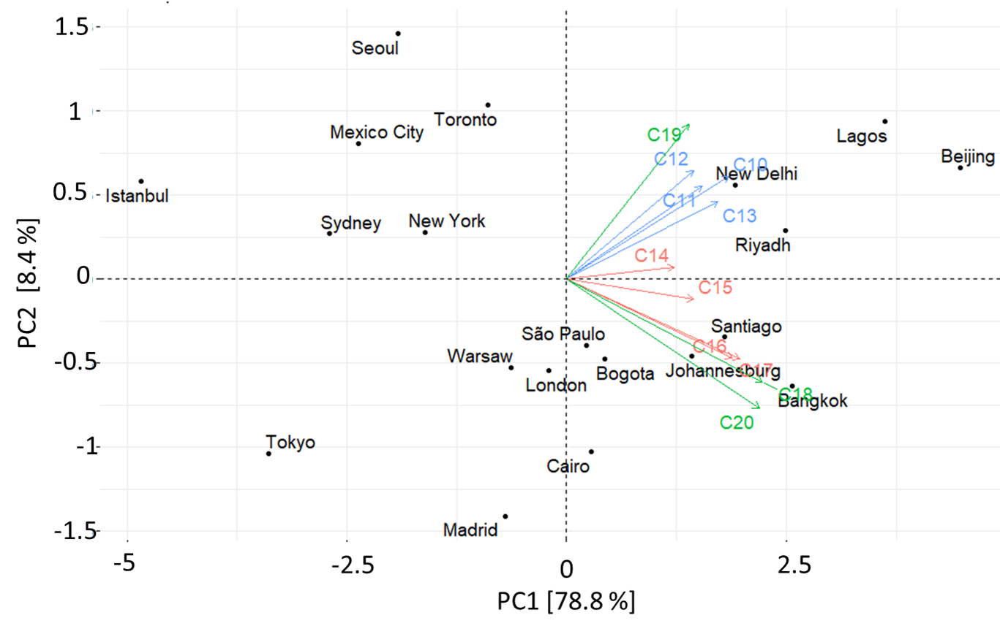 1.5
Seoul
1
Toronto
Mexico City
C19
Lagos
C12
Beijing
C10
New Delhi
0.5
Istanbul
C11
C13
Sydney
New York
Riyadh
C14
0
C15
PC2 [8.4 %]
Santiago
São Paulo
C16
Warsaw
-0.5
Bogota
Johannesburg
C17
London
C18
Bangkok
C20
Tokyo
-1
Cairo
Madrid
-1.5
-5
-2.5
0
2.5
PC1 [78.8 %]